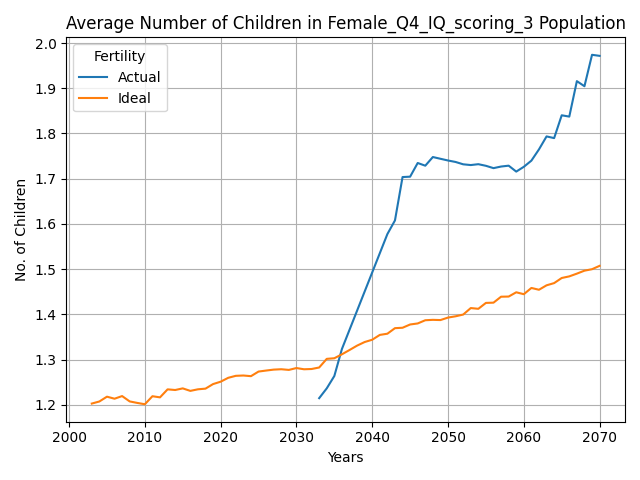 Average Number of Children in Female_Q4_IQ_scoring_3 Population
Fertility
Actual
Ideal
No. of Children
2.0
1.9
1.8
1.7
1.6
1.5
1.4
1.3
1.2
2000 2010 2020 2030 2040 2050 2060 2070
Years